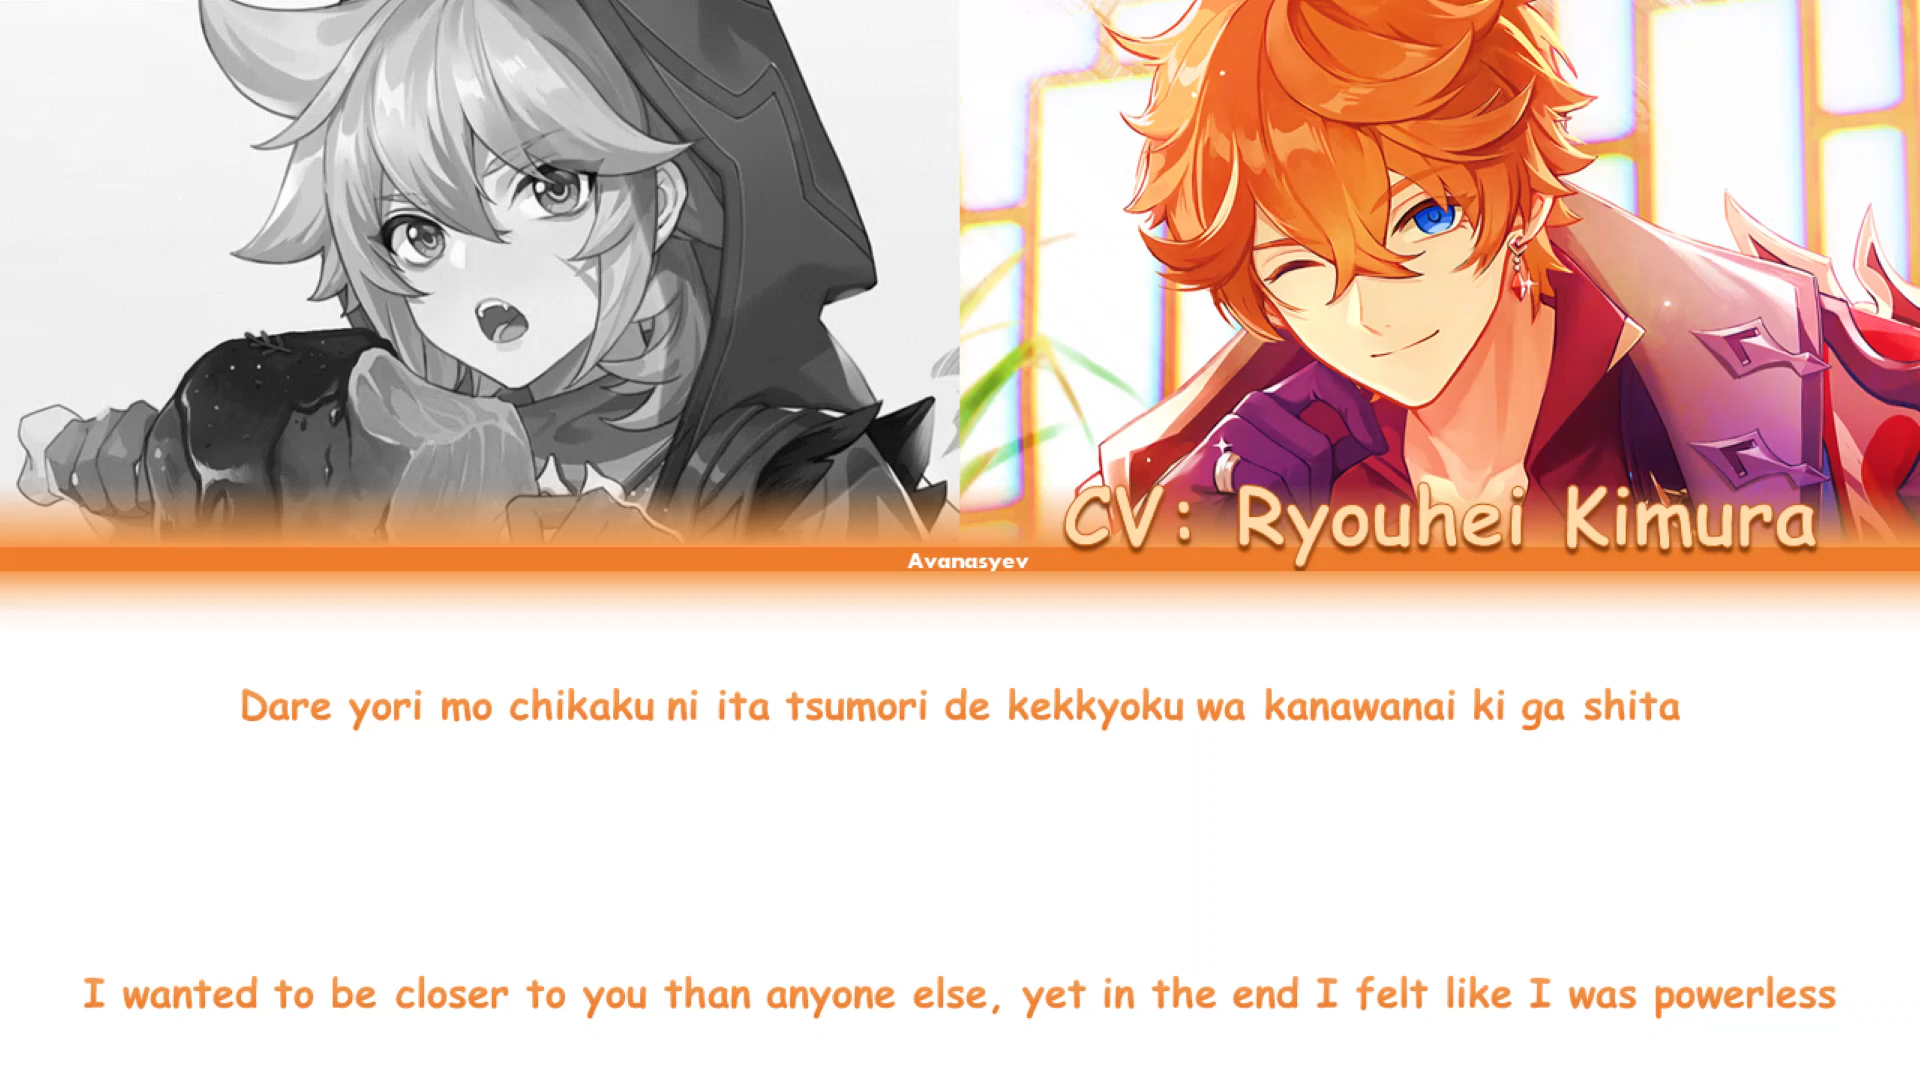 CV: Ryouhei Kimura
Avanasyev
Dare yori mo chikaku ni ita tsumori de kekkyoku wa kanawanai ki ga shita
I wanted to be closer to you than anyone else, yet in the end I felt like I was powerless